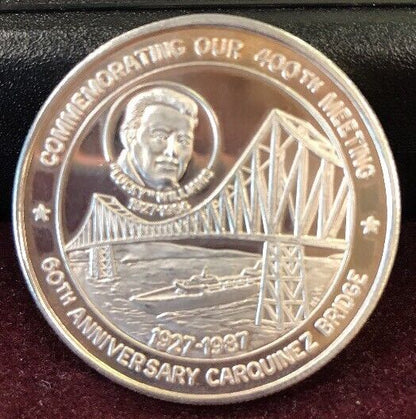 COMMEMORATING OUR 400TH MEETING
1927-1987
60TH ANNIVERSARY CARQUINEZ BRIDGE